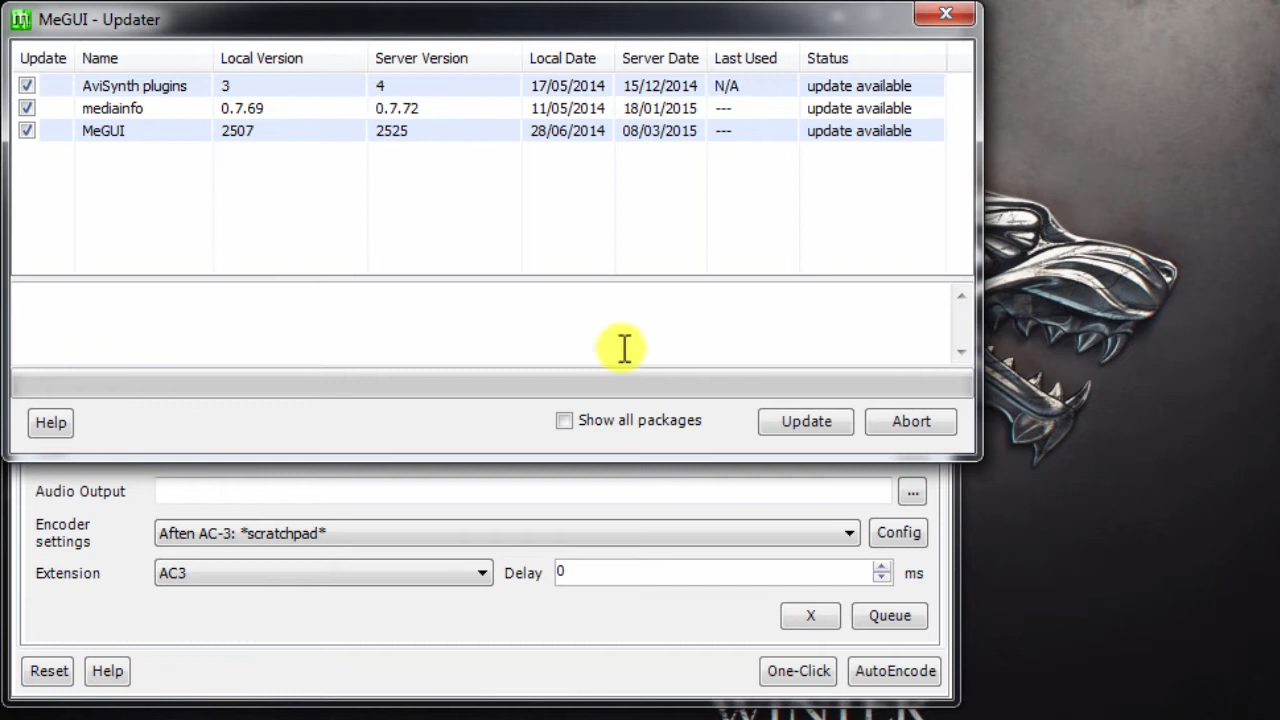 MeGUI - Updater
Update Name Local Version Server Version Local Date Server Date Last Used Status
AviSynth plugins 3 4 17/05/2014 15/12/2014 N/A update available
mediainfo 0.7.69 0.7.72 11/05/2014 18/01/2015 --- update available
MeGUI 2507 2525 28/06/2014 08/03/2015 --- update available
Help Show all packages Update Abort
Audio Output ...
Encoder settings Aften AC-3: *scratchpad* Config
Extension AC3 Delay 0 ms
X Queue
Reset Help One-Click AutoEncode
WINTER